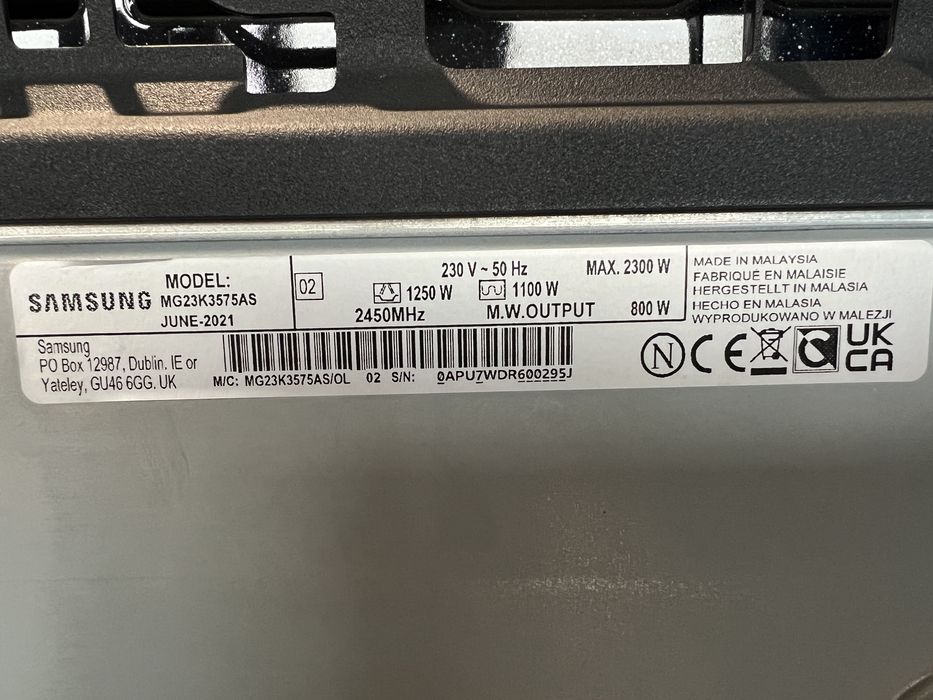 SAMSUNG
MODEL:
MG23K3575AS
JUNE-2021
02
230 V ~ 50 Hz
MAX. 2300 W
1250 W
1100 W
2450MHz
M.W.OUTPUT
800 W
MADE IN MALAYSIA
FABRIQUÉ EN MALAISIE
HERGESTELLT IN MALASIA
HECHO EN MALASIA
WYPRODUKOWANO W MALEZJI
Samsung
PO Box 12987, Dublin. IE or
Yateley, GU46 6GG. UK
M/C: MG23K3575AS/OL 02 S/N: 0APU7WDR600295J
N
CE
UK
CA